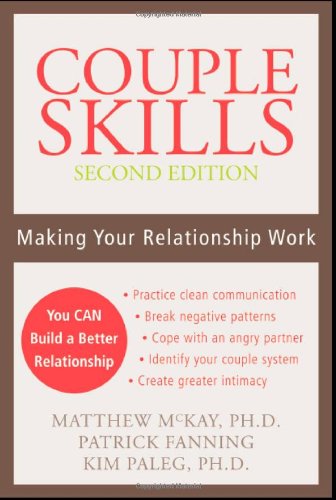 COUPLE
SKILLS
SECOND EDITION
Making Your Relationship Work
You CAN
Build a Better
Relationship
• Practice clean communication
• Break negative patterns
• Cope with an angry partner
• Identify your couple system
• Create greater intimacy
MATTHEW McKAY, PH.D.
PATRICK FANNING
KIM PALEG, PH.D.